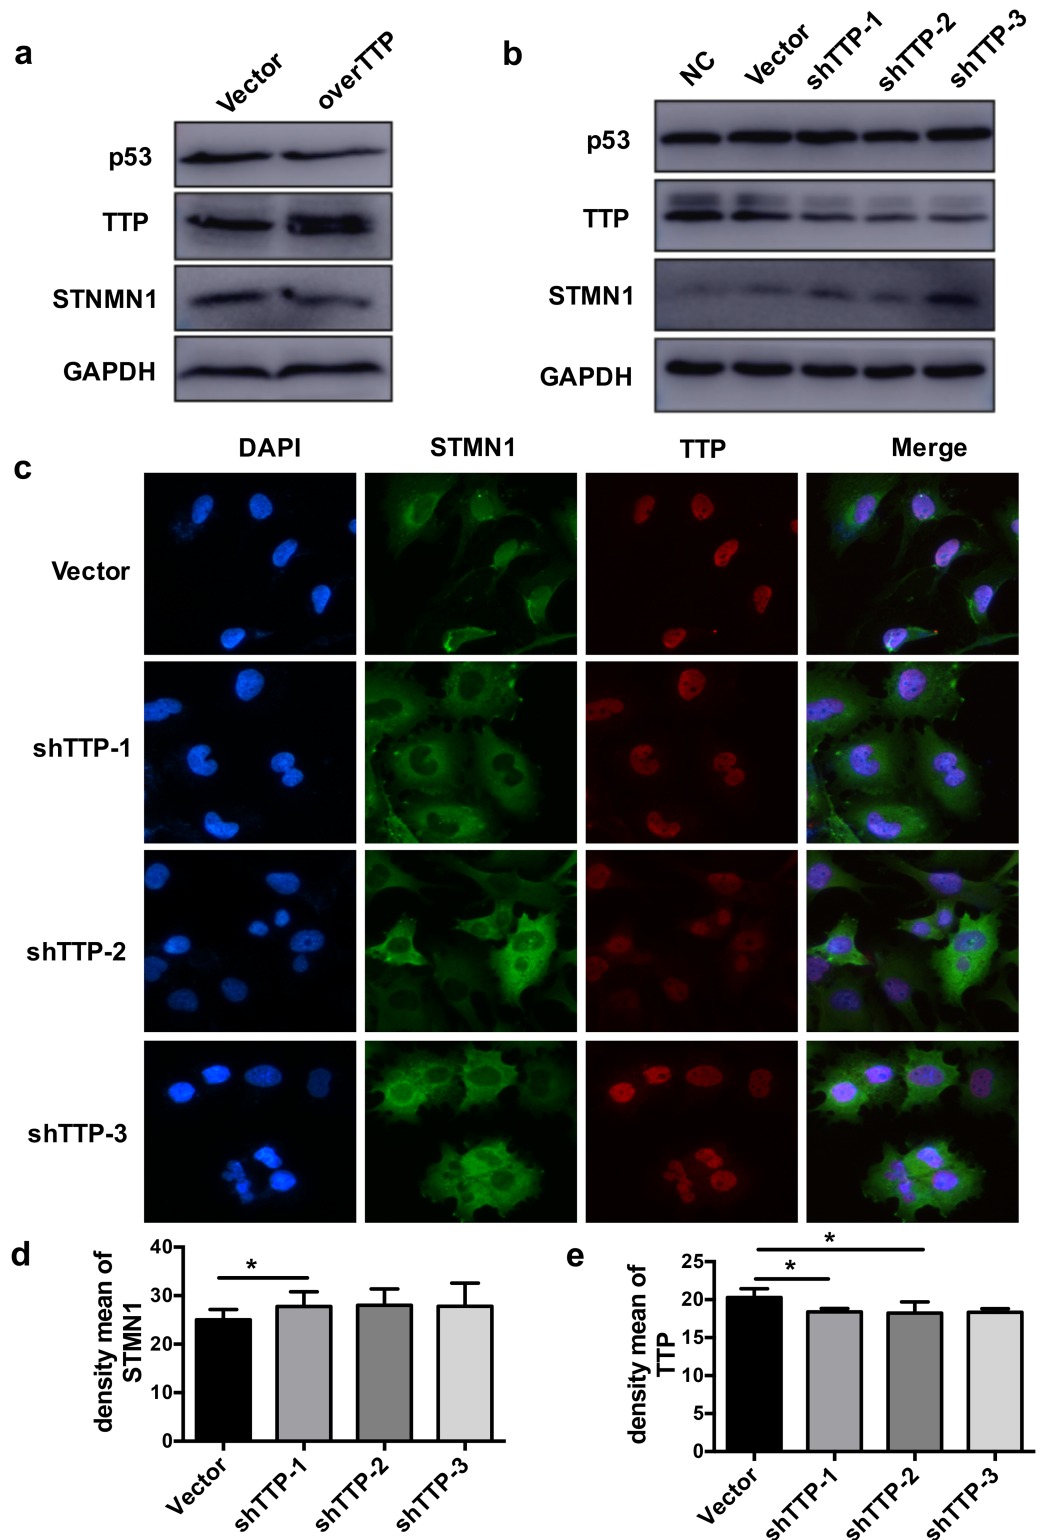 a
Vector
overTTP
p53
TTP
STNMN1
GAPDH
b
NC
Vector
shTTP-1
shTTP-2
shTTP-3
p53
TTP
STMN1
GAPDH
c
DAPI
STMN1
TTP
Merge
Vector
shTTP-1
shTTP-2
shTTP-3
d
density mean of
STMN1
40
30
20
10
0
*
Vector
shTTP-1
shTTP-2
shTTP-3
e
density mean of
TTP
25
20
15
10
5
0
*
*
Vector
shTTP-1
shTTP-2
shTTP-3